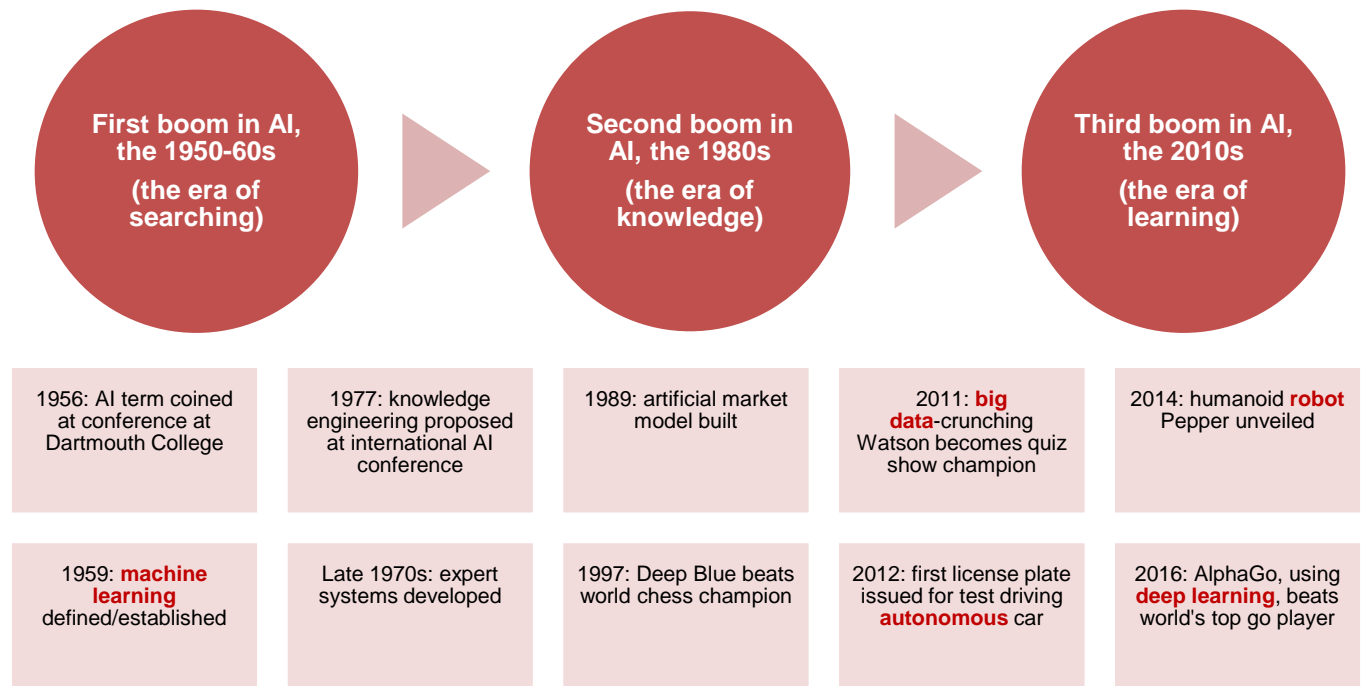 First boom in AI,
the 1950-60s
(the era of
searching)
Second boom in
AI, the 1980s
(the era of
knowledge)
Third boom in AI,
the 2010s
(the era of
learning)
1956: AI term coined
at conference at
Dartmouth College
1977: knowledge
engineering proposed
at international AI
conference
1989: artificial market
model built
2011: big
data-crunching
Watson becomes quiz
show champion
2014: humanoid robot
Pepper unveiled
1959: machine
learning
defined/established
Late 1970s: expert
systems developed
1997: Deep Blue beats
world chess champion
2012: first license plate
issued for test driving
autonomous car
2016: AlphaGo, using
deep learning, beats
world's top go player